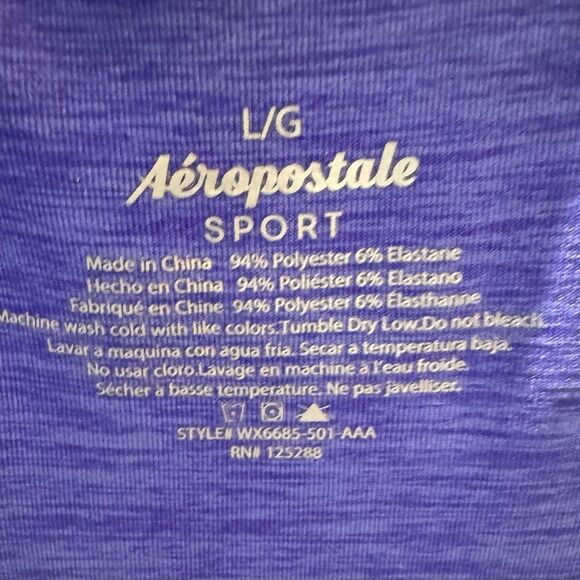 L/G
Aéropostale
SPORT
Made in China 94% Polyester 6% Elastane
Hecho en China 94% Poliéster 6% Elastano
Fabriqué en Chine 94% Polyester 6% Élasthanne
Machine wash cold with like colors.Tumble Dry Low.Do not bleach.
Lavar a maquina con agua fria. Secar a temperatura baja.
No usar cloro.Lavage en machine à l'eau froide.
Sécher à basse temperature. Ne pas javelliser.
STYLE# WX6685-501-AAA
RN# 125288